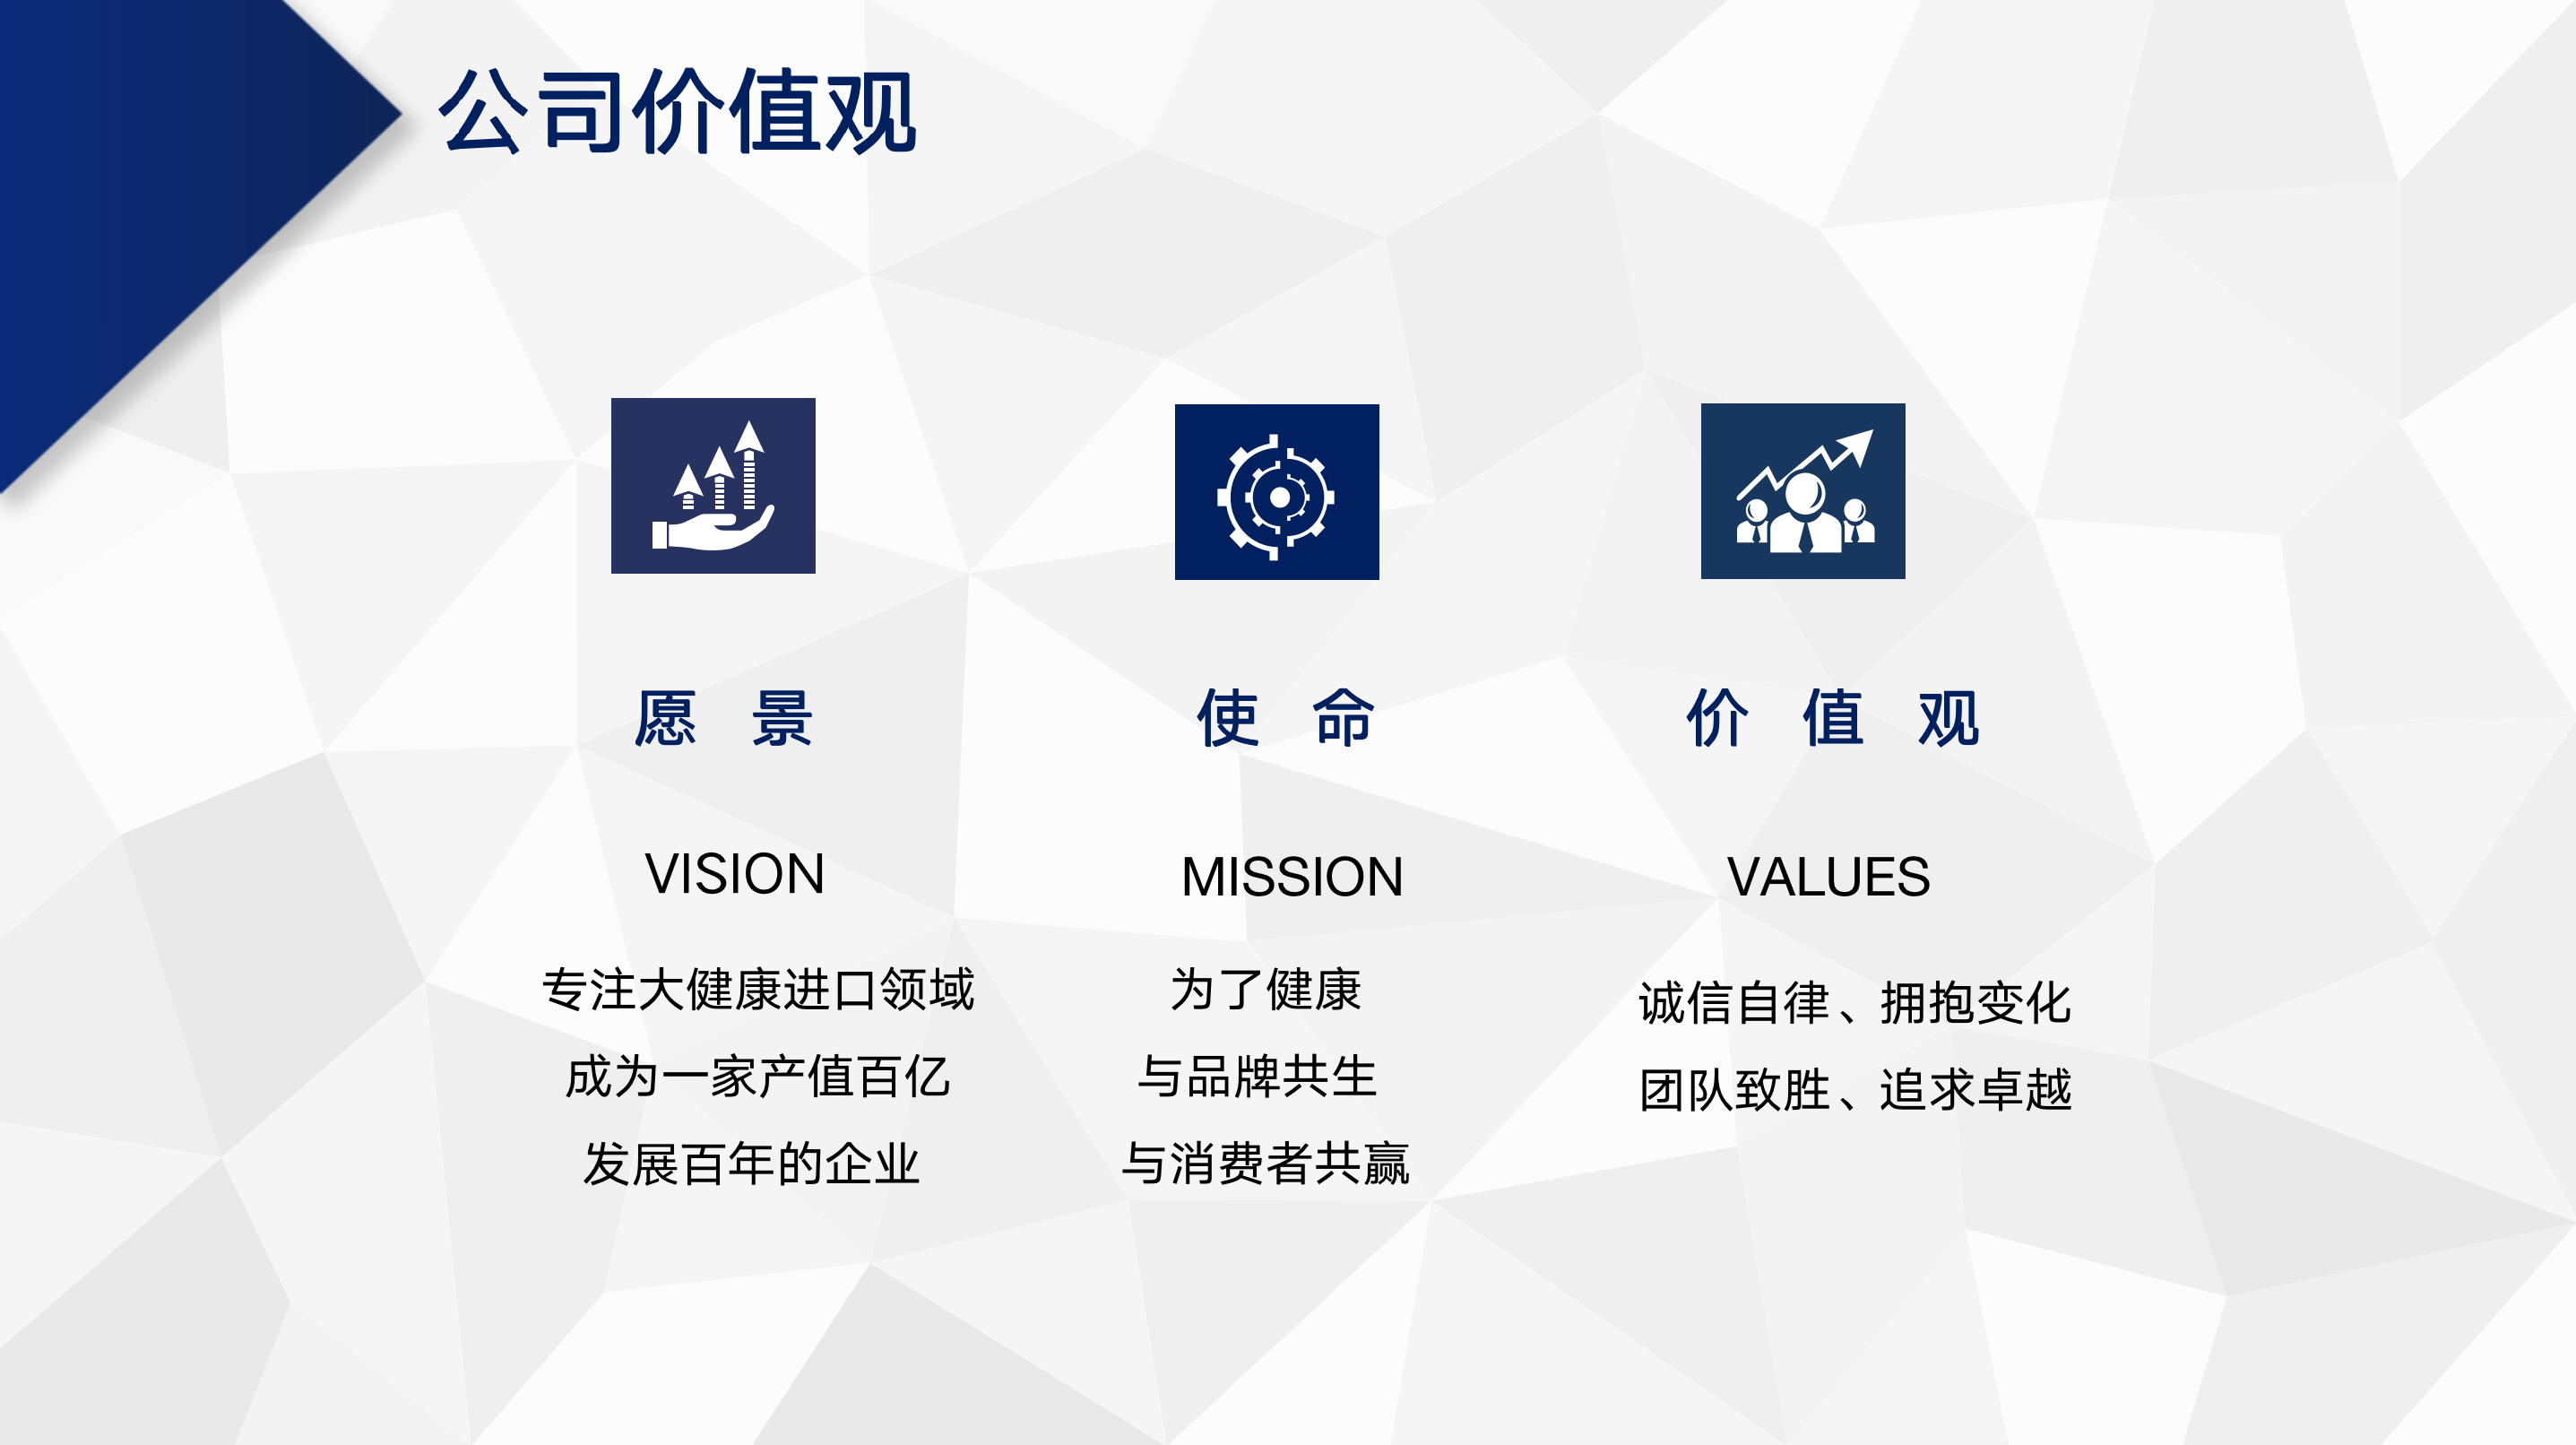 公司价值观
愿 景
VISION
专注大健康进口领域
成为一家产值百亿
发展百年的企业
使 命
MISSION
为了健康
与品牌共生
与消费者共赢
价 值 观
VALUES
诚信自律、拥抱变化
团队致胜、追求卓越